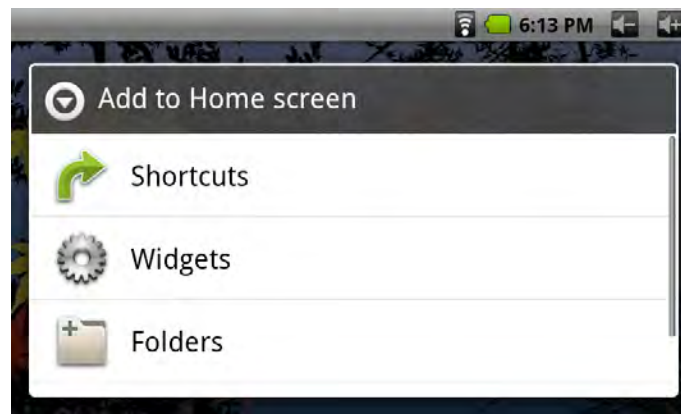 6:13 PM
Add to Home screen
Shortcuts
Widgets
Folders